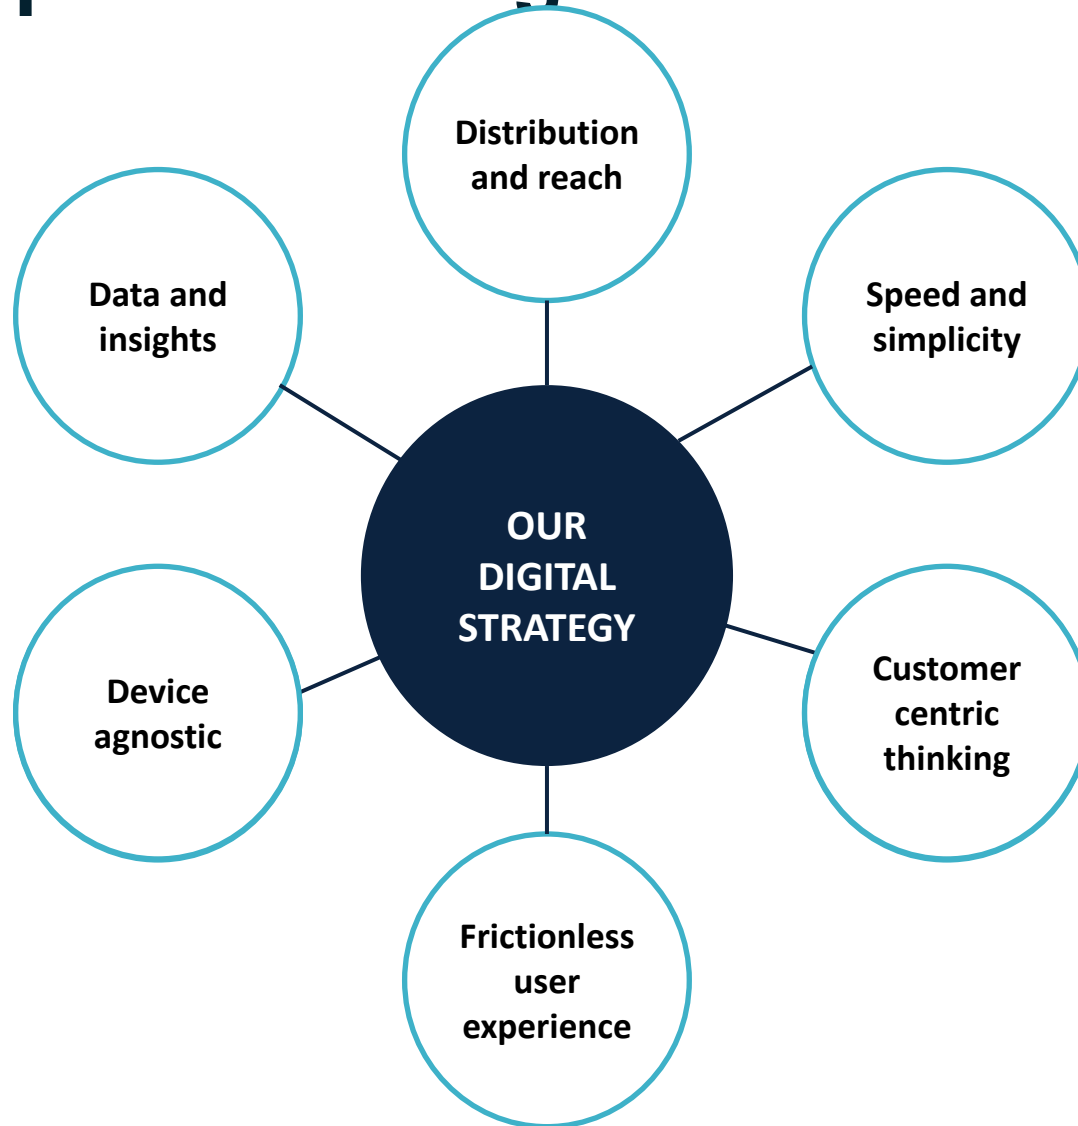 Distribution
and reach
Data and
insights
Speed and
simplicity
OUR
DIGITAL
STRATEGY
Device
agnostic
Customer
centric
thinking
Frictionless
user
experience